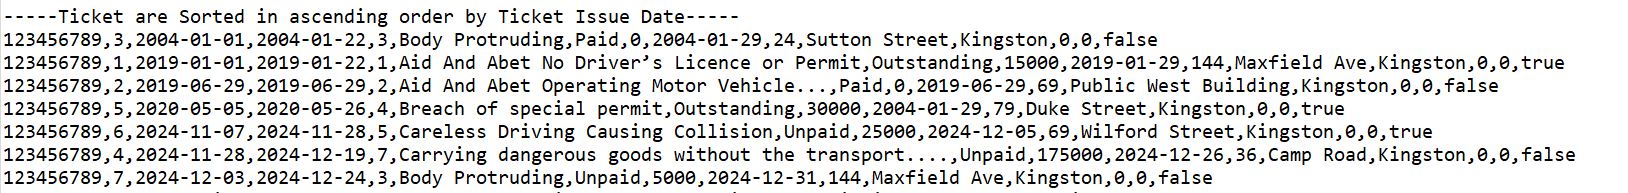 -----Ticket are Sorted in ascending order by Ticket Issue Date-----
123456789,3,2004-01-01,2004-01-22,3,Body Protruding,Paid,0,2004-01-29,24,Sutton Street,Kingston,0,0,false
123456789,1,2019-01-01,2019-01-22,1,Aid And Abet No Driver’s Licence or Permit,Outstanding,15000,2019-01-29,144,Maxfield Ave,Kingston,0,0,true
123456789,2,2019-06-29,2019-06-29,2,Aid And Abet Operating Motor Vehicle...,Paid,0,2019-06-29,69,Public West Building,Kingston,0,0,false
123456789,5,2020-05-05,2020-05-26,4,Breach of special permit,Outstanding,30000,2004-01-29,79,Duke Street,Kingston,0,0,true
123456789,6,2024-11-07,2024-11-28,5,Careless Driving Causing Collision,Unpaid,25000,2024-12-05,69,Wilford Street,Kingston,0,0,true
123456789,4,2024-11-28,2024-12-19,7,Carrying dangerous goods without the transport....,Unpaid,175000,2024-12-26,36,Camp Road,Kingston,0,0,false
123456789,7,2024-12-03,2024-12-24,3,Body Protruding,Unpaid,5000,2024-12-31,144,Maxfield Ave,Kingston,0,0,false